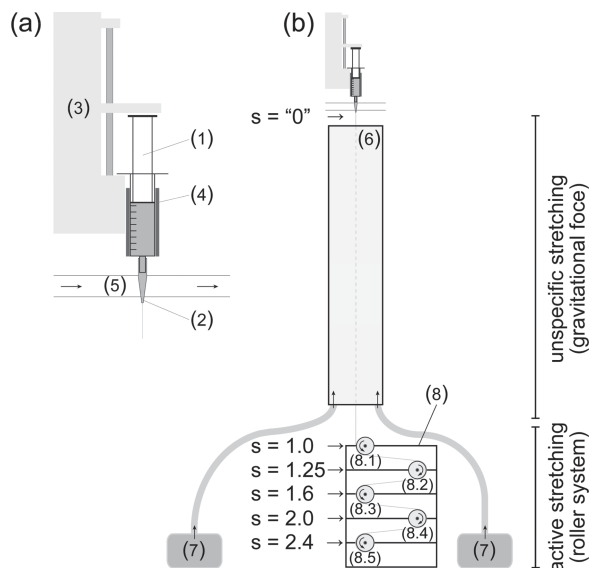 (a)
(3)
(1)
(4)
(5)
(2)
(b)
s = "0"
(6)
unspecific stretching
(gravitational foce)
(8)
s = 1.0
(8.1)
s = 1.25
(8.2)
s = 1.6
(8.3)
s = 2.0
(8.4)
s = 2.4
(8.5)
(7)
(7)
active stretching
(roller system)